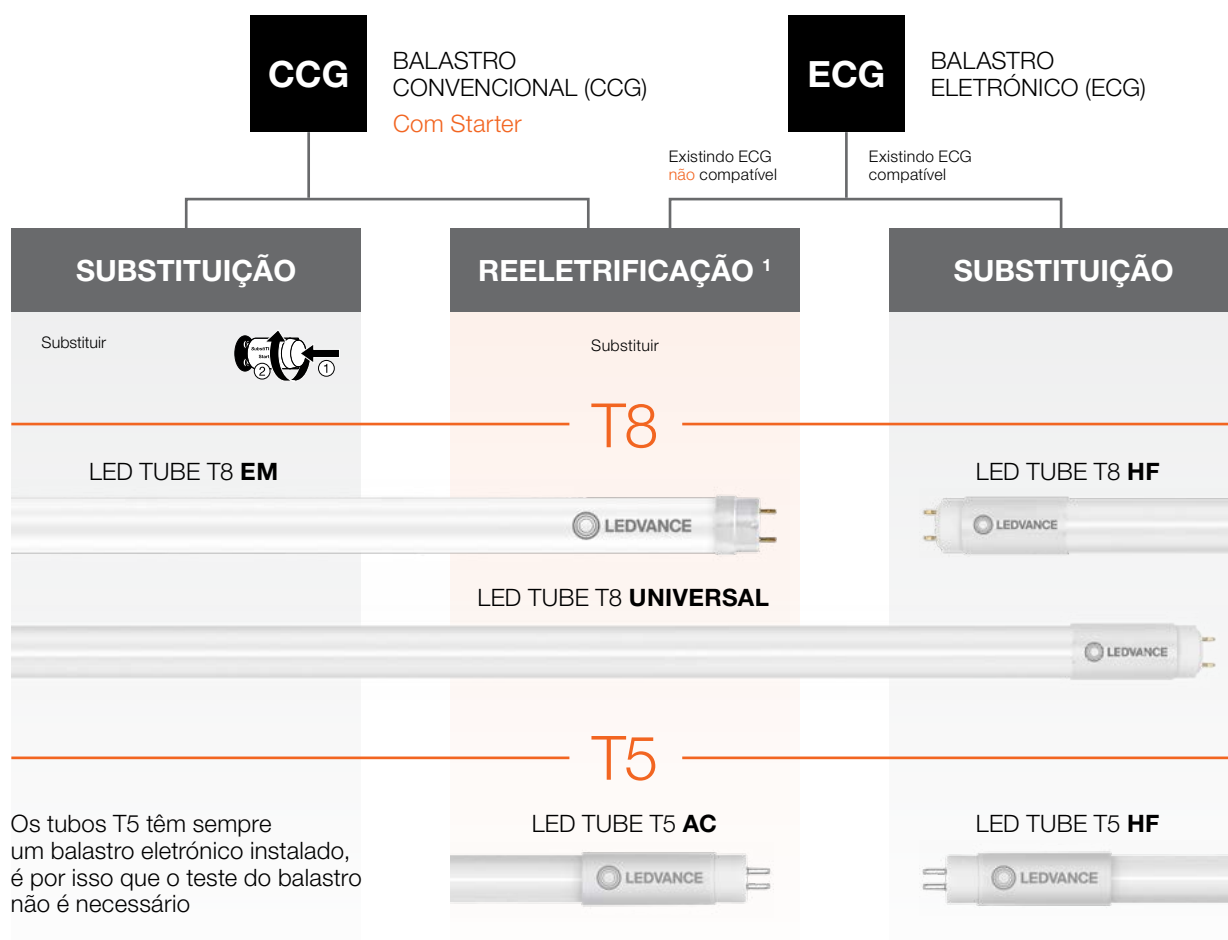 CCG
BALASTRO
CONVENCIONAL (CCG)
Com Starter
ECG
BALASTRO
ELETRÓNICO (ECG)
Existindo ECG
não compatível
Existindo ECG
compatível
SUBSTITUIÇÃO
REELETRIFICAÇÃO ¹
SUBSTITUIÇÃO
Substituir
2
1
Substituir
T8
LED TUBE T8 EM
LED TUBE T8 HF
LEDVANCE
LEDVANCE
LED TUBE T8 UNIVERSAL
LEDVANCE
T5
Os tubos T5 têm sempre
um balastro eletrónico instalado,
é por isso que o teste do balastro
não é necessário
LED TUBE T5 AC
LED TUBE T5 HF
LEDVANCE
LEDVANCE